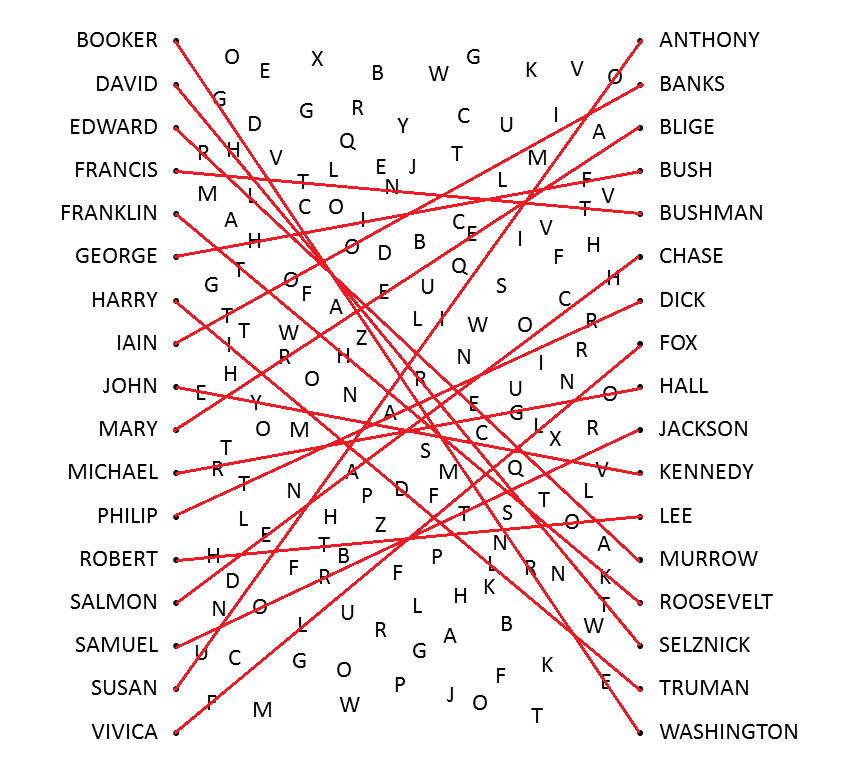 BOOKER ANTHONY
O E X B W G K V O
DAVID BANKS
G D G R Q Y C U I A
EDWARD BLIGE
R H V T L E J N T L M F
FRANCIS BUSH
M L C O I C T V
FRANKLIN BUSHMAN
A H O D B E I V F H
GEORGE CHASE
T G O F A E U Q S C H
HARRY DICK
T T W Z L I W O R
IAIN FOX
I R H O R N I R
JOHN HALL
E H Y N A E U N O
MARY JACKSON
O M S C G L X R
MICHAEL KENNEDY
T R T N A P D F M Q T L V
PHILIP LEE
L E H Z T S O
ROBERT MURROW
H T B F R F P N L R N A K
SALMON ROOSEVELT
D N O L U R L H K B T W
SAMUEL SELZNICK
U C G O G A K E
SUSAN TRUMAN
F M W P J O F T
VIVICA WASHINGTON